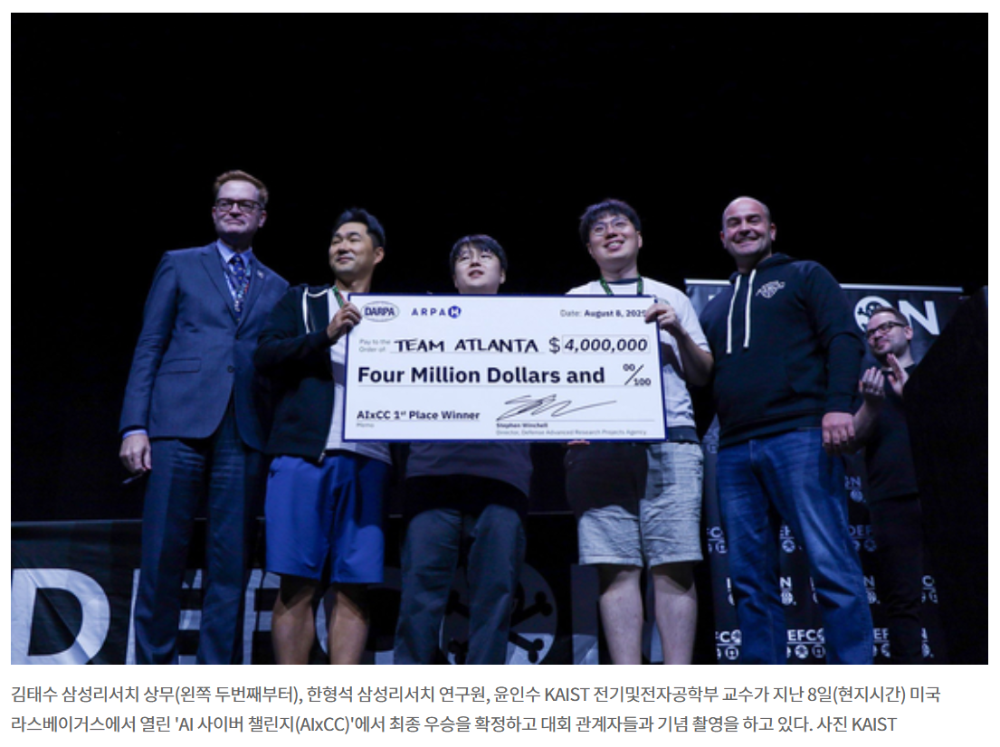 DARPA ARPA H Date: August 8, 2025
Pay to the
Order of TEAM ATLANTA $ 4,000,000
Four Million Dollars and 00/100
AIxCC 1st Place Winner
Memo
Stephen Winchell
Director, Defense Advanced Research Projects Agency
DEFCON
김태수 삼성리서치 상무(왼쪽 두번째부터), 한형석 삼성리서치 연구원, 윤인수 KAIST 전기및전자공학부 교수가 지난 8일(현지시간) 미국
라스베이거스에서 열린 'AI 사이버 챌린지(AIxCC)'에서 최종 우승을 확정하고 대회 관계자들과 기념 촬영을 하고 있다. 사진 KAIST